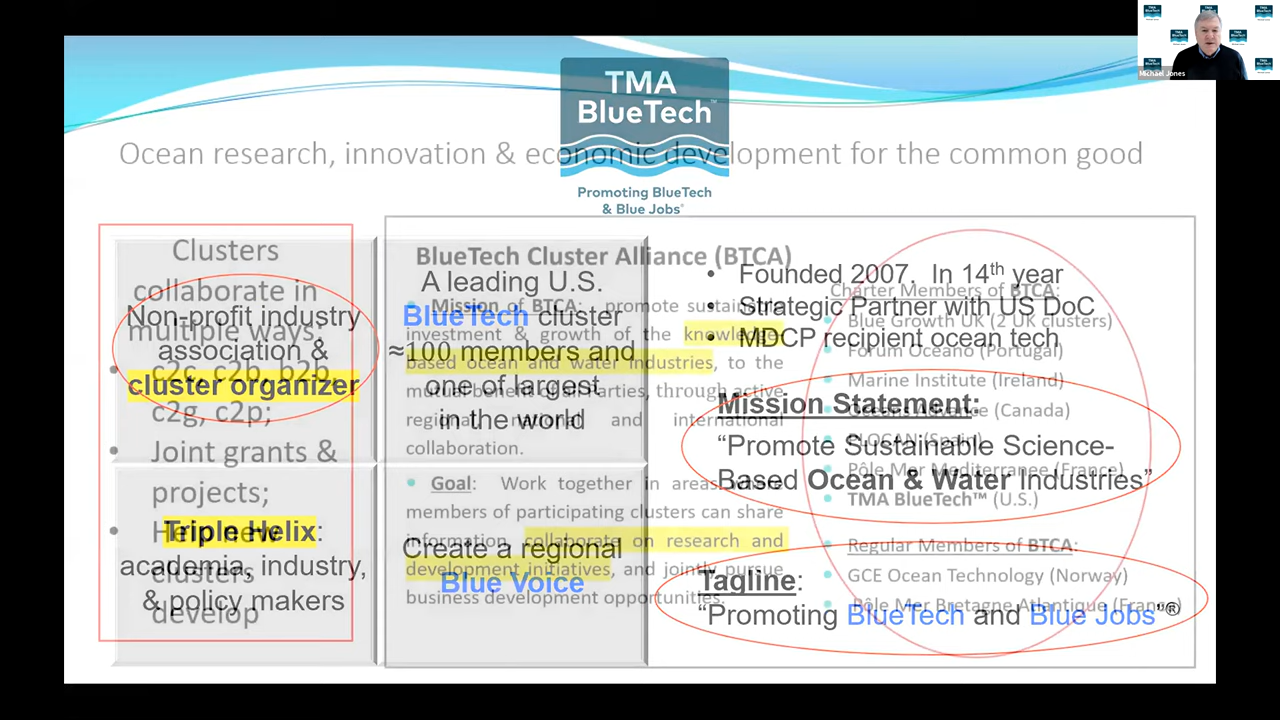 TMA
BlueTech™
Promoting BlueTech
& Blue Jobs®
Michael Jones
Ocean research, innovation & economic development for the common good
Non-profit industry
association &
cluster organizer
Triple Helix:
academia, industry,
& policy makers
A leading U.S.
BlueTech cluster
≈100 members and
one of largest
in the world
Create a regional
Blue Voice
• Founded 2007. In 14th year
• Strategic Partner with US DoC
• MDCP recipient ocean tech
Mission Statement:
“Promote Sustainable Science-
Based Ocean & Water Industries”
Tagline:
“Promoting BlueTech and Blue Jobs”®
Clusters
collaborate in
multiple ways:
• c2c, c2b, b2b,
c2g, c2p;
• Joint grants &
projects;
• Help new
clusters
develop
BlueTech Cluster Alliance (BTCA)
• Mission of BTCA: promote sustainable
investment & growth of the knowledge-
based ocean and water industries, to the
mutual benefit of all Parties, through active
regional, national and international
collaboration.
• Goal: Work together in areas where
members of participating clusters can share
information, collaborate on research and
development initiatives, and jointly pursue
business development opportunities.
Charter Members of BTCA:
Blue Growth UK (2 UK clusters)
Forum Oceano (Portugal)
Marine Institute (Ireland)
Oceans Advance (Canada)
PLOCAN (Spain)
Pôle Mer Mediterranee (France)
TMA BlueTech™ (U.S.)
Regular Members of BTCA:
GCE Ocean Technology (Norway)
Pôle Mer Bretagne Atlantique (France)